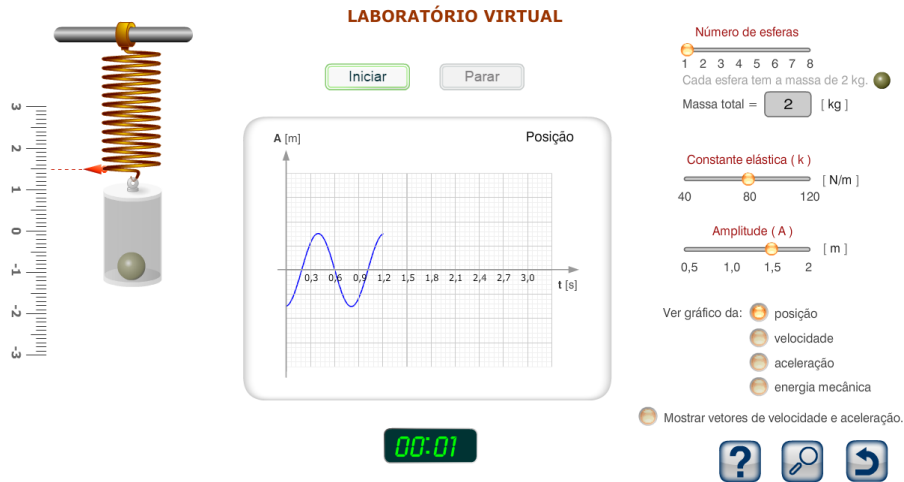 LABORATÓRIO VIRTUAL
Iniciar
Parar
Número de esferas
1 2 3 4 5 6 7 8
Cada esfera tem a massa de 2 kg.
Massa total = 2 [ kg ]
3
2
1
0
-1
-2
-3
A [m]
Posição
0,3 0,6 0,9 1,2 1,5 1,8 2,1 2,4 2,7 3,0
t [s]
Constante elástica ( k )
[ N/m ]
40 80 120
Amplitude ( A )
[ m ]
0,5 1,0 1,5 2
Ver gráfico da: posição
velocidade
aceleração
energia mecânica
Mostrar vetores de velocidade e aceleração.
00:01
?